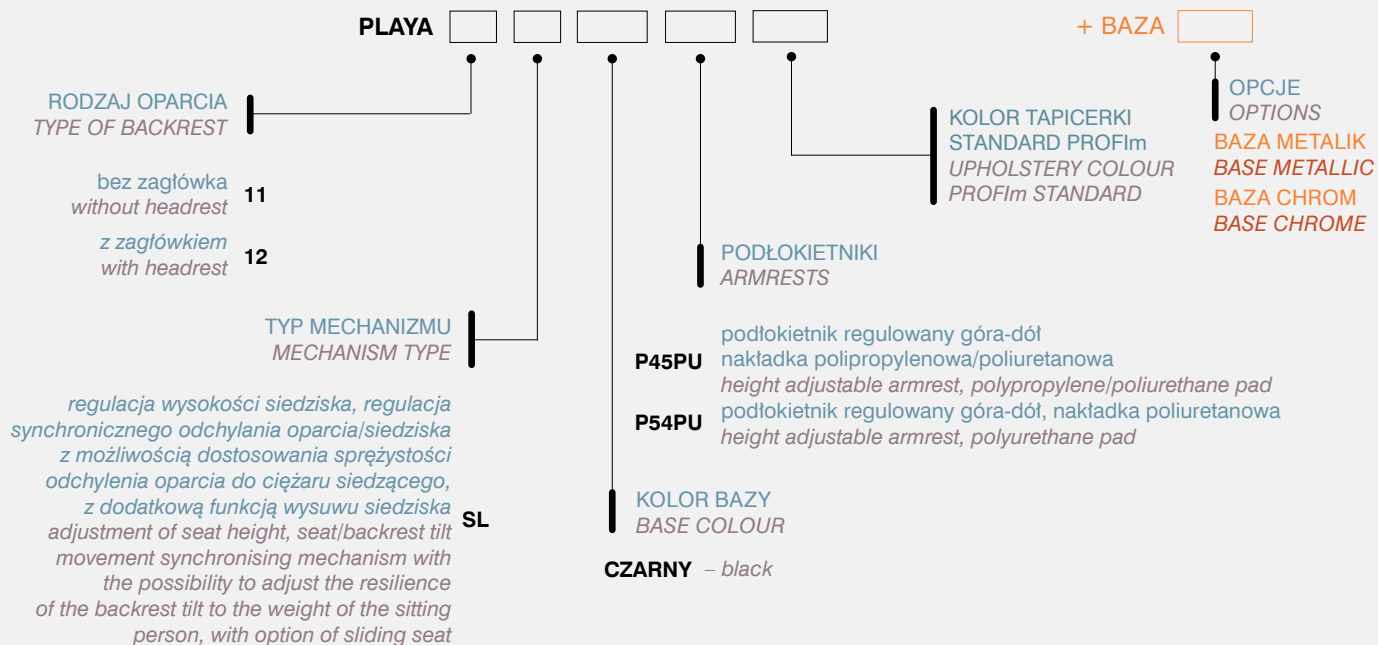 PLAYA
+ BAZA
RODZAJ OPARCIA
TYPE OF BACKREST
bez zagłówka
without headrest
11
z zagłówkiem
with headrest
12
TYP MECHANIZMU
MECHANISM TYPE
regulacja wysokości siedziska, regulacja
synchronicznego odchylania oparcia/siedziska
z możliwością dostosowania sprężystości
odchylenia oparcia do ciężaru siedzącego,
z dodatkową funkcją wysuwu siedziska
adjustment of seat height, seat/backrest tilt
movement synchronising mechanism with
the possibility to adjust the resilience
of the backrest tilt to the weight of the sitting
person, with option of sliding seat
SL
KOLOR BAZY
BASE COLOUR
CZARNY – black
PODŁOKIETNIKI
ARMRESTS
P45PU
podłokietnik regulowany góra-dół
nakładka polipropylenowa/poliuretanowa
height adjustable armrest, polypropylene/poliurethane pad
P54PU
podłokietnik regulowany góra-dół, nakładka poliuretanowa
height adjustable armrest, polyurethane pad
KOLOR TAPICERKI
STANDARD PROFIm
UPHOLSTERY COLOUR
PROFIm STANDARD
OPCJE
OPTIONS
BAZA METALIK
BASE METALLIC
BAZA CHROM
BASE CHROME